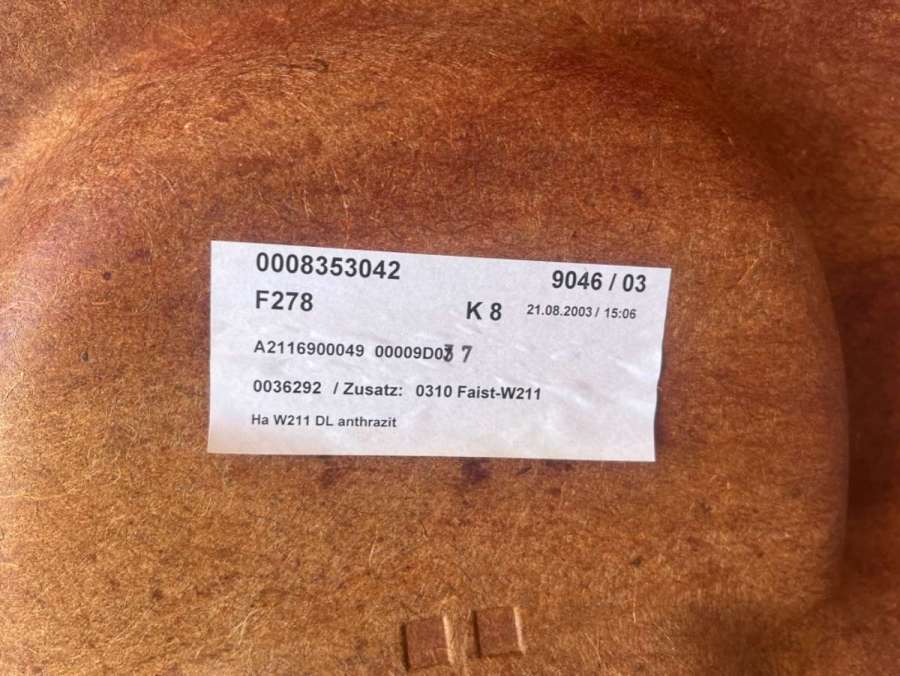 0008353042 9046 / 03
F278 K 8 21.08.2003 / 15:06
A2116900049 00009D037
0036292 / Zusatz: 0310 Faist-W211
Ha W211 DL anthrazit